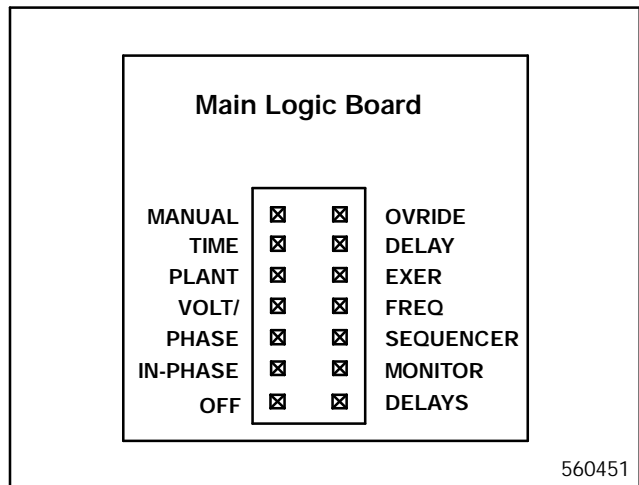 Main Logic Board
MANUAL OVRIDE
TIME DELAY
PLANT EXER
VOLT/ FREQ
PHASE SEQUENCER
IN-PHASE MONITOR
OFF DELAYS
560451